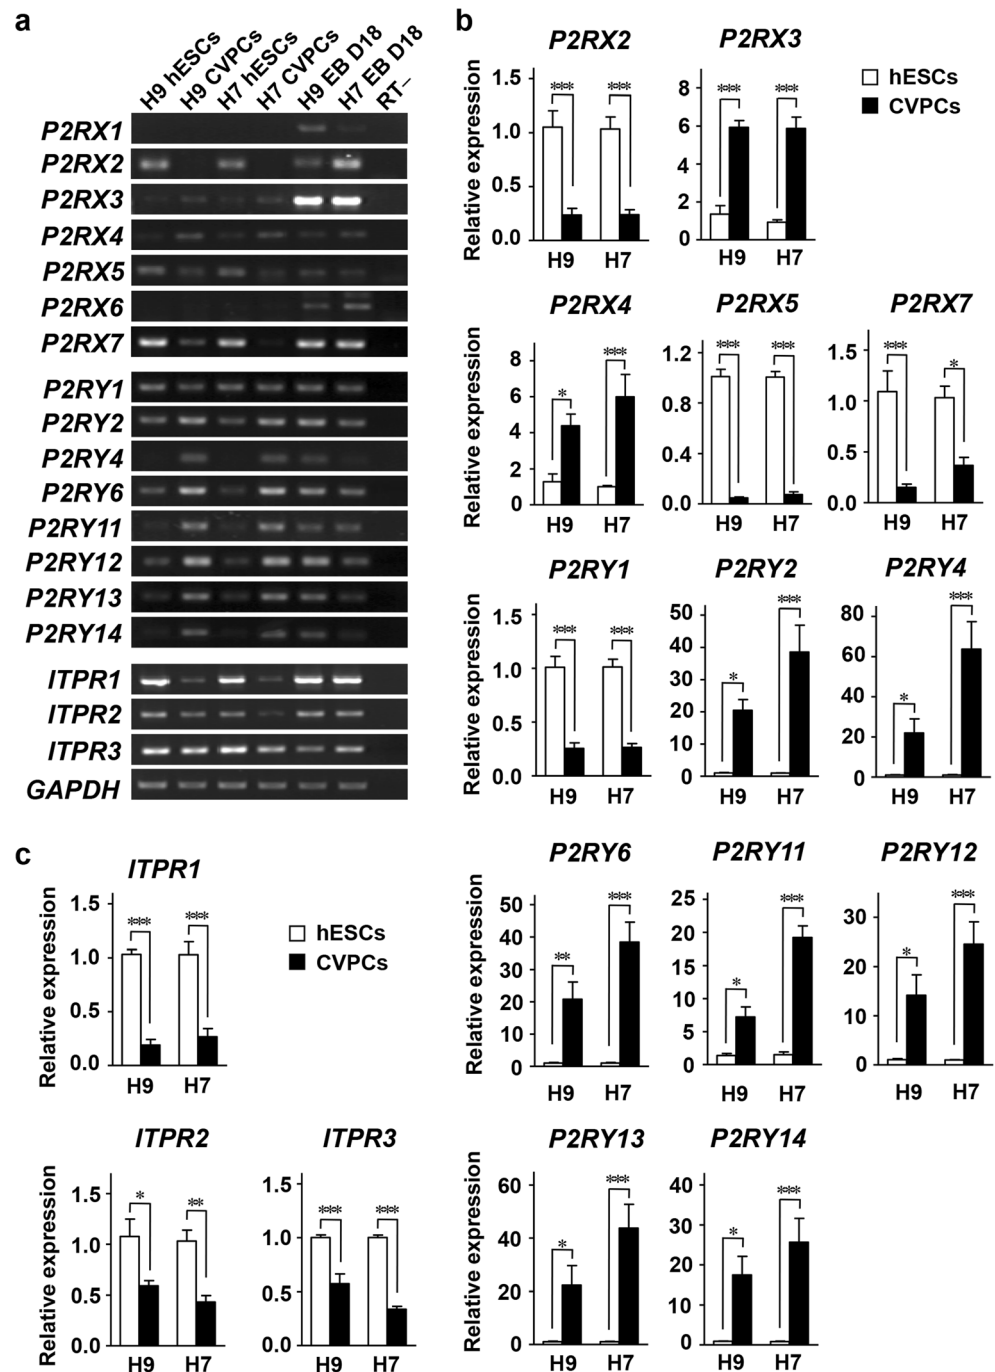 a
H9 hESCs
H9 CVPCs
H7 hESCs
H7 CVPCs
H9 EB D18
H7 EB D18
RT–
P2RX1
P2RX2
P2RX3
P2RX4
P2RX5
P2RX6
P2RX7
P2RY1
P2RY2
P2RY4
P2RY6
P2RY11
P2RY12
P2RY13
P2RY14
ITPR1
ITPR2
ITPR3
GAPDH
b
P2RX2
Relative expression
1.5
1.0
0.5
0.0
***
***
H9 H7
P2RX3
8
6
4
2
0
***
***
H9 H7
hESCs
CVPCs
P2RX4
Relative expression
8
6
4
2
0
*
***
H9 H7
P2RX5
1.2
0.8
0.4
0.0
***
***
H9 H7
P2RX7
1.5
1.0
0.5
0.0
***
*
H9 H7
P2RY1
Relative expression
1.5
1.0
0.5
0.0
***
***
H9 H7
P2RY2
50
40
30
20
10
0
*
***
H9 H7
P2RY4
80
60
40
20
0
*
***
H9 H7
P2RY6
Relative expression
50
40
30
20
10
0
**
***
H9 H7
P2RY11
25
20
15
10
5
0
*
***
H9 H7
P2RY12
30
20
10
0
*
***
H9 H7
P2RY13
Relative expression
60
40
20
0
*
***
H9 H7
P2RY14
40
30
20
10
0
*
***
H9 H7
c
ITPR1
Relative expression
1.5
1.0
0.5
0.0
***
***
H9 H7
hESCs
CVPCs
ITPR2
Relative expression
1.5
1.0
0.5
0.0
*
**
H9 H7
ITPR3
1.5
1.0
0.5
0.0
***
***
H9 H7